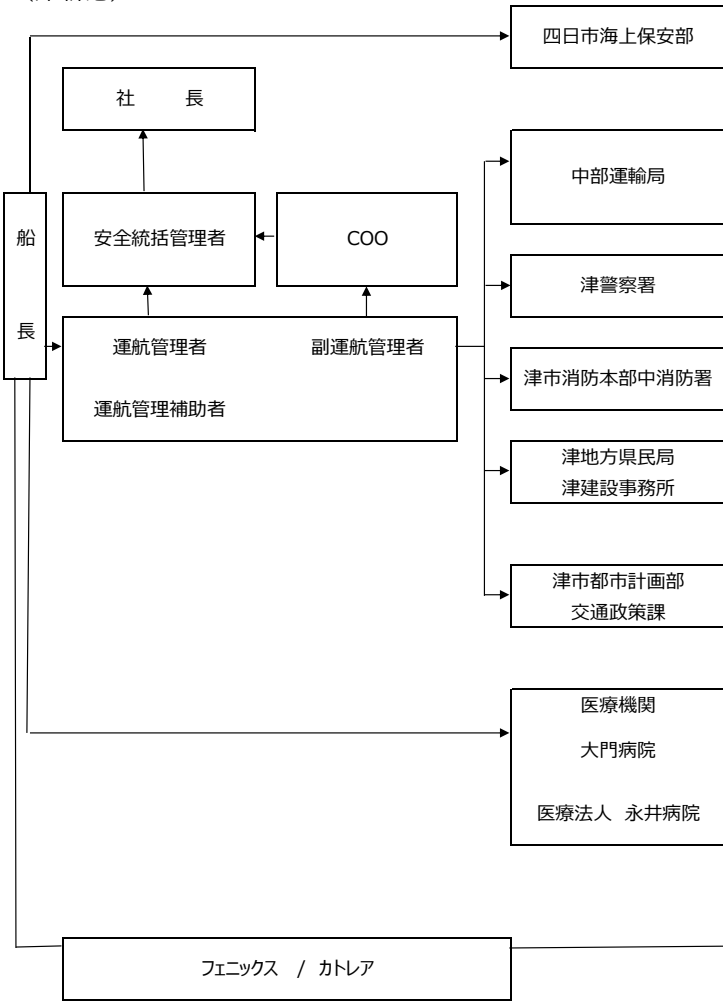 四日市海上保安部
社 長
中部運輸局
船 長
安全統括管理者
COO
津警察署
運航管理者 副運航管理者
運航管理補助者
津市消防本部中消防署
津地方県民局
津建設事務所
津市都市計画部
交通政策課
医療機関
大門病院
医療法人 永井病院
フェニックス / カトレア